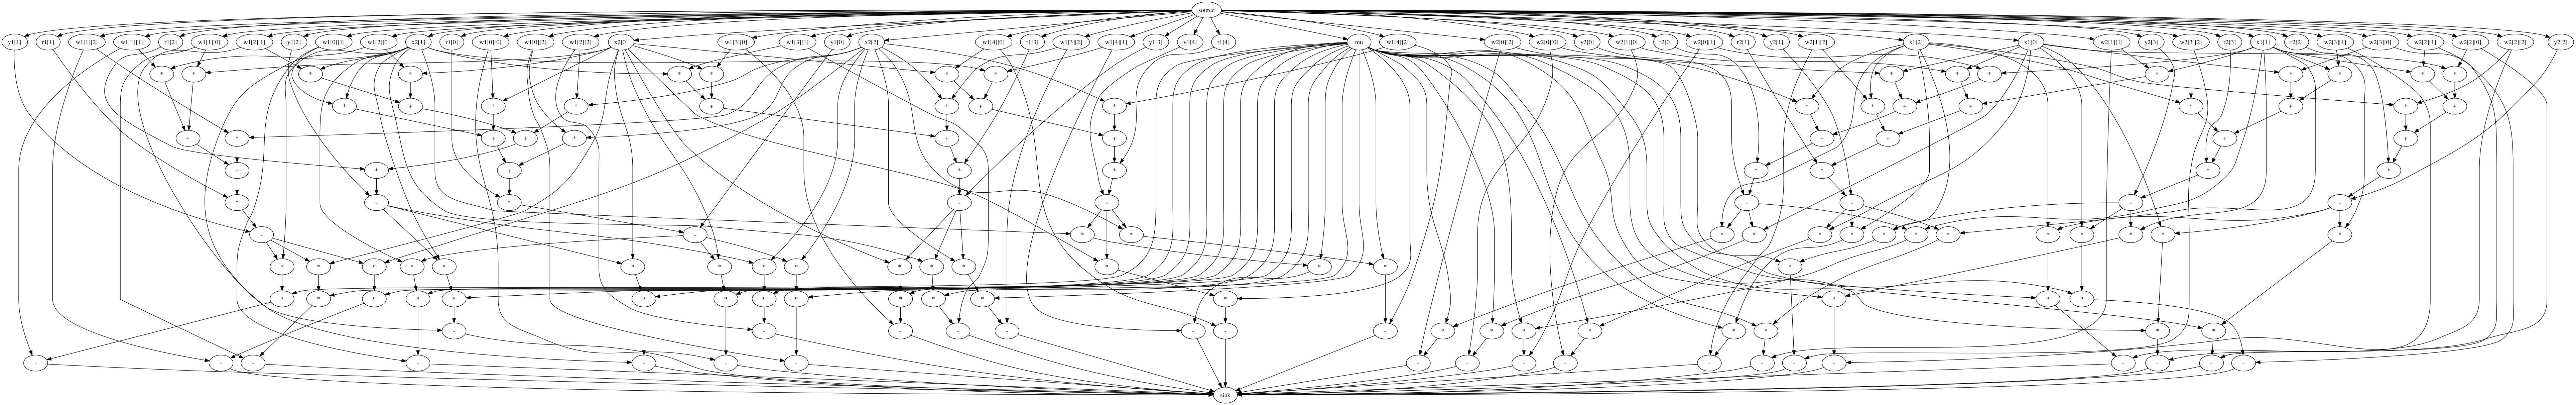 source
y1[1] r1[1] w1[1][2] w1[1][1] r1[2] w1[1][0] w1[2][1] y1[2] w1[0][1] w1[2][0] x2[1] r1[0] w1[0][0] w1[0][2] w1[2][2] x2[0] w1[3][0] w1[3][1] y1[0] x2[2] w1[4][0] r1[3] w1[3][2] w1[4][1] y1[3] y1[4] r1[4] mu w1[4][2] w2[0][2] w2[0][0] y2[0] w2[1][0] r2[0] w2[0][1] r2[1] y2[1] w2[1][2] x1[2] x1[0] w2[1][1] y2[3] w2[3][2] r2[3] x1[1] r2[2] w2[3][1] w2[3][0] w2[2][1] w2[2][0] w2[2][2] y2[2]
* * * * * * * * * * * * * * * *
* + * * + * + * * * + + * + * +
+ * + + * + + + + + +
+ * + * * * * * *
* - * - - - - - -
- - * * * * * * * * * * * * * *
* * * * * * * * * * * * * * * *
* * * * * * * * * * * * * * * *
- - - - - - - - * * * * * * * *
- - - - - - - - - - - - - - - - - - -
sink